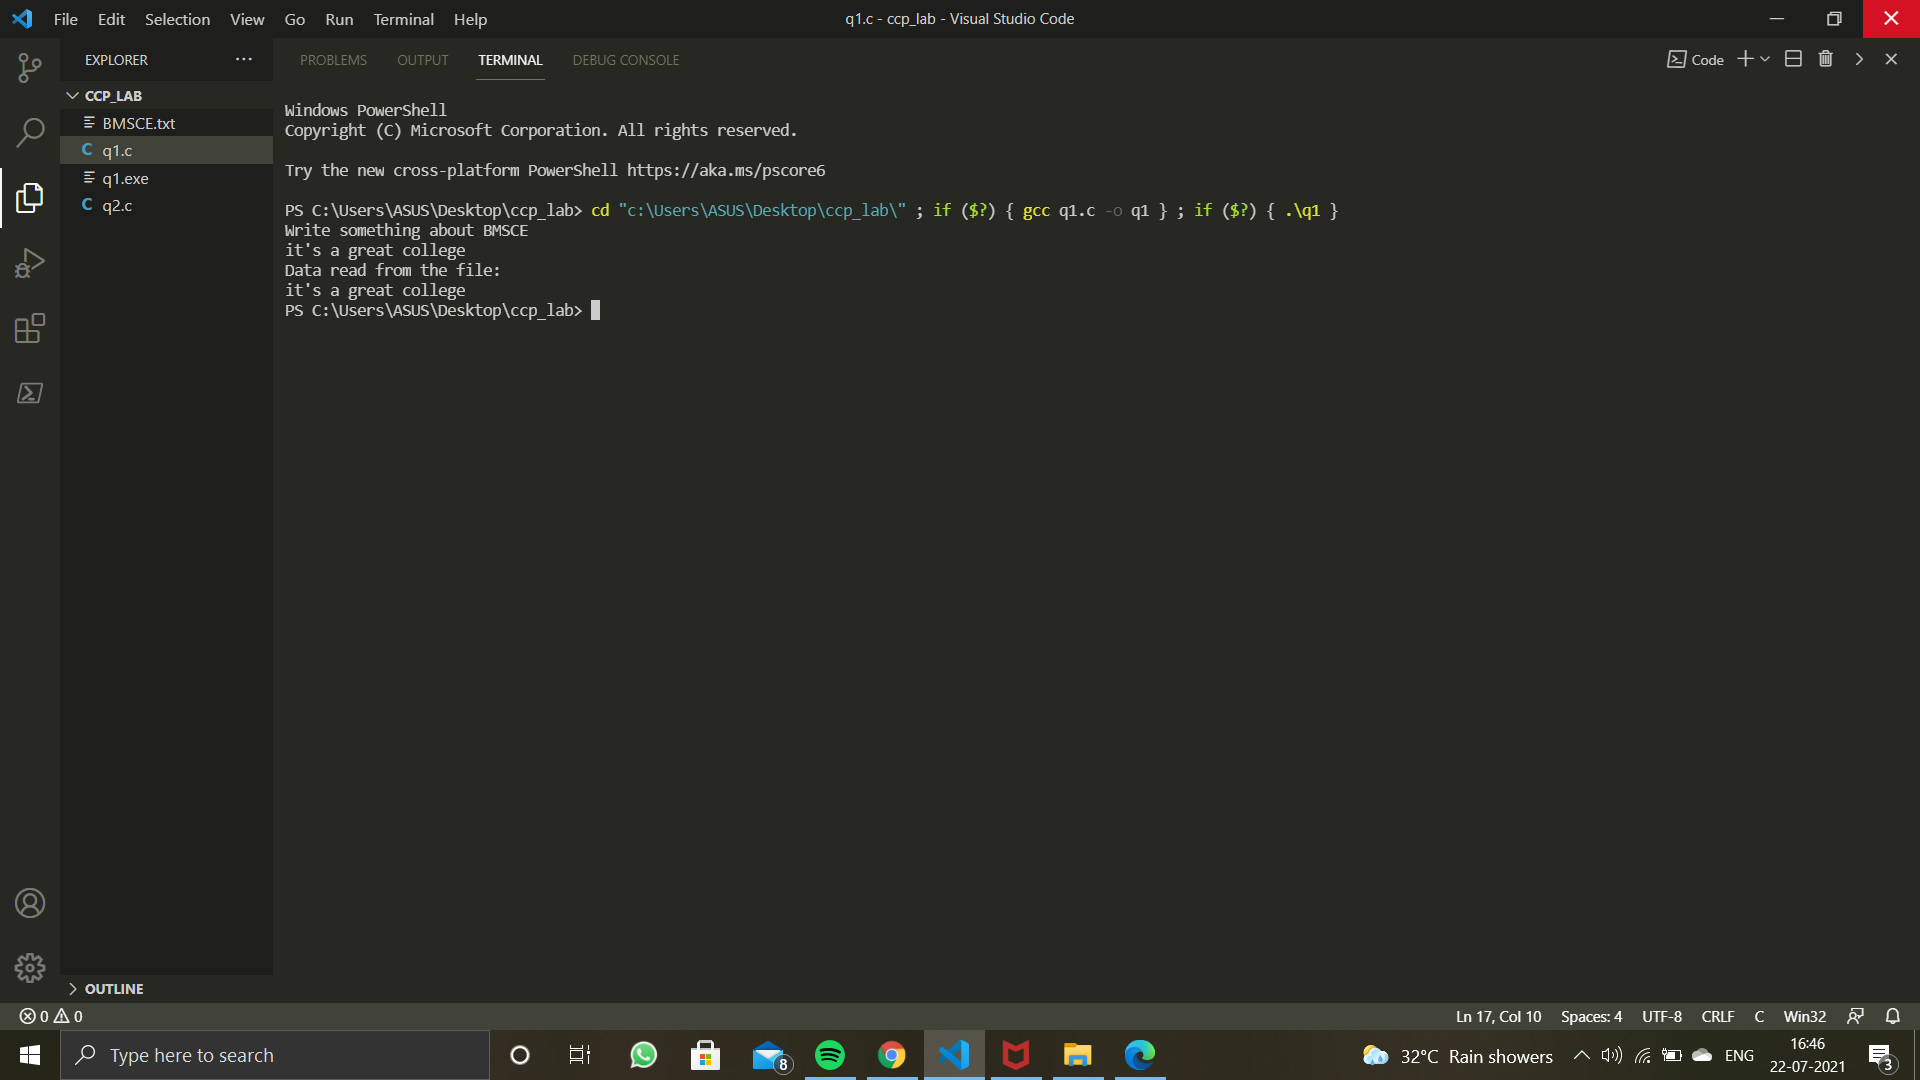 File Edit Selection View Go Run Terminal Help
q1.c - ccp_lab - Visual Studio Code
EXPLORER
PROBLEMS OUTPUT TERMINAL DEBUG CONSOLE
Code
CCP_LAB
BMSCE.txt
C q1.c
q1.exe
C q2.c
Windows PowerShell
Copyright (C) Microsoft Corporation. All rights reserved.
Try the new cross-platform PowerShell https://aka.ms/pscore6
PS C:\Users\ASUS\Desktop\ccp_lab> cd "c:\Users\ASUS\Desktop\ccp_lab\" ; if ($?) { gcc q1.c -o q1 } ; if ($?) { .\q1 }
Write something about BMSCE
it's a great college
Data read from the file:
it's a great college
PS C:\Users\ASUS\Desktop\ccp_lab>
OUTLINE
0 0
Ln 17, Col 10 Spaces: 4 UTF-8 CRLF C Win32
Type here to search
8
32°C Rain showers
ENG
16:46
22-07-2021
3